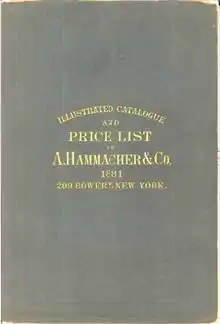 ILLUSTRATED CATALOGUE
AND
PRICE LIST
OF
A. HAMMACHER & CO.
1881
209 BOWERY, NEW YORK.